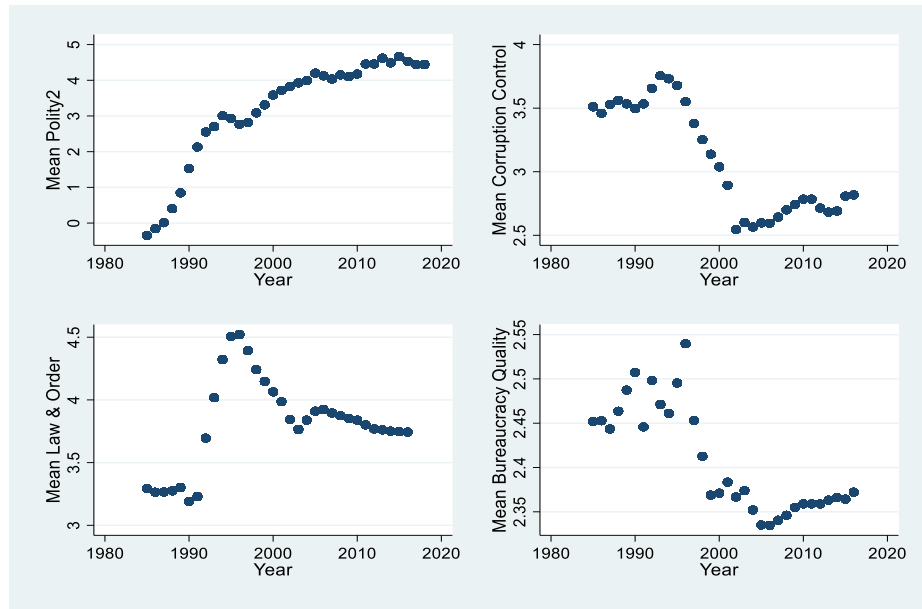 Mean Polity2
5
4
3
2
1
0
1980 1990 2000 2010 2020
Year
Mean Corruption Control
4
3.5
3
2.5
1980 1990 2000 2010 2020
Year
Mean Law & Order
4.5
4
3.5
3
1980 1990 2000 2010 2020
Year
Mean Bureaucracy Quality
2.55
2.5
2.45
2.4
2.35
1980 1990 2000 2010 2020
Year